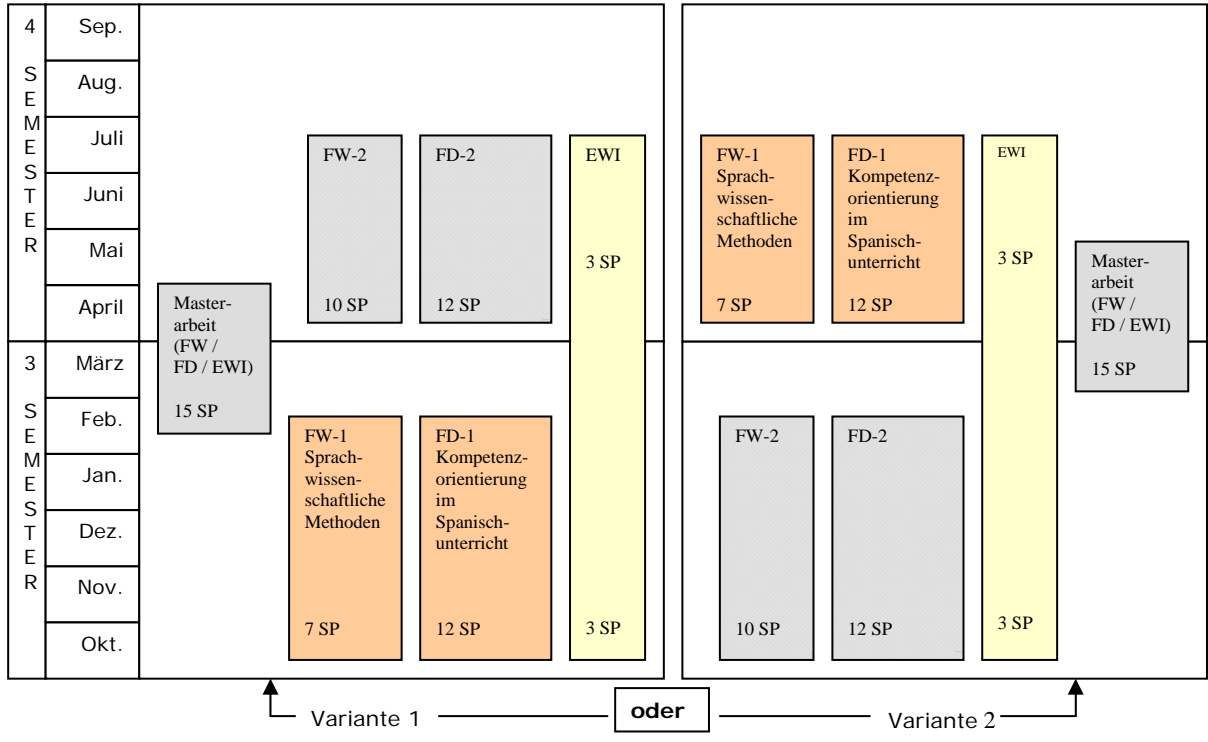 4
SEMESTER
Sep.
Aug.
Juli
Juni
Mai
April
3
SEMESTER
März
Feb.
Jan.
Dez.
Nov.
Okt.
Master-
arbeit
(FW /
FD / EWI)
15 SP
FW-2
10 SP
FD-2
12 SP
EWI
3 SP
3 SP
FW-1
Sprach-
wissen-
schaftliche
Methoden
7 SP
FD-1
Kompetenz-
orientierung
im
Spanisch-
unterricht
12 SP
FW-1
Sprach-
wissen-
schaftliche
Methoden
7 SP
FD-1
Kompetenz-
orientierung
im
Spanisch-
unterricht
12 SP
EWI
3 SP
3 SP
Master-
arbeit
(FW /
FD / EWI)
15 SP
FW-2
10 SP
FD-2
12 SP
Variante 1
oder
Variante 2